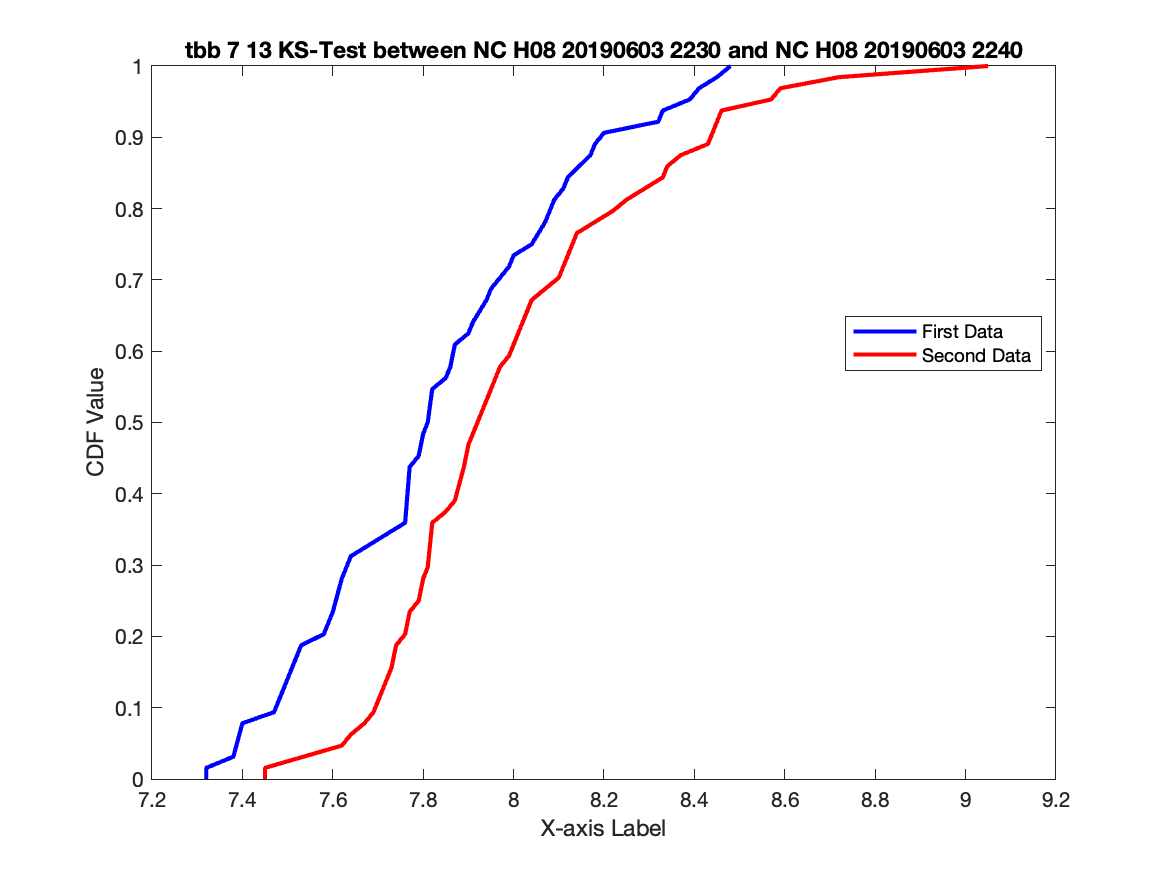 tbb 7 13 KS-Test between NC H08 20190603 2230 and NC H08 20190603 2240
1
0.9
0.8
0.7
0.6
0.5
0.4
0.3
0.2
0.1
0
CDF Value
First Data
Second Data
7.2 7.4 7.6 7.8 8 8.2 8.4 8.6 8.8 9 9.2
X-axis Label